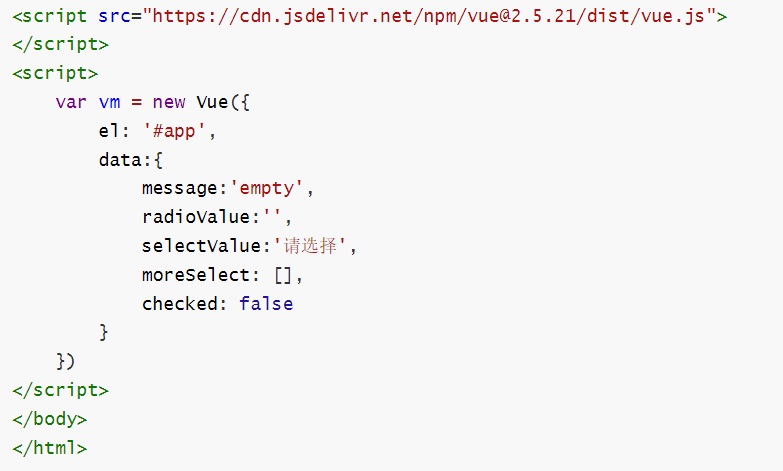 <script src="https://cdn.jsdelivr.net/npm/vue@2.5.21/dist/vue.js">
</script>
<script>
    var vm = new Vue({
        el: '#app',
        data:{
            message:'empty',
            radioValue:'',
            selectValue:'请选择',
            moreSelect: [],
            checked: false
        }
    })
</script>
</body>
</html>